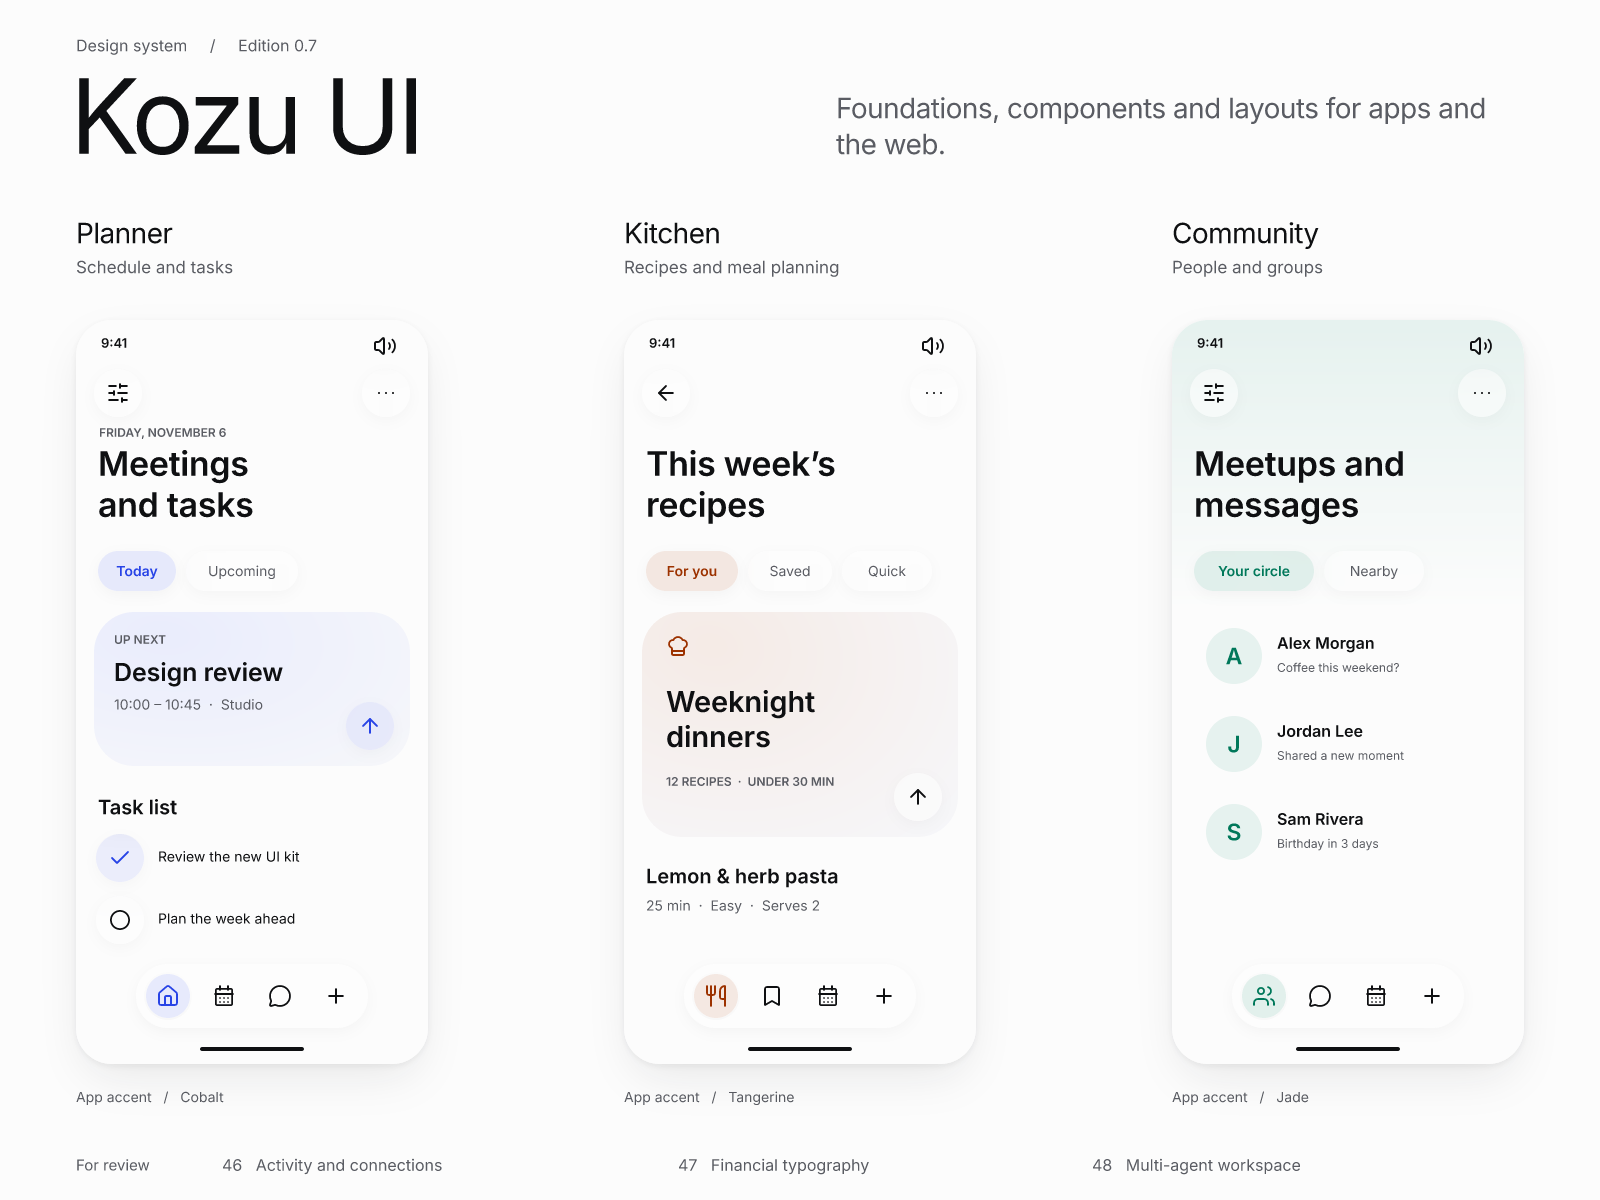 Design system / Edition 0.7
Kozu UI
Foundations, components and layouts for apps and
the web.
Planner
Schedule and tasks
9:41
FRIDAY, NOVEMBER 6
Meetings
and tasks
Today Upcoming
UP NEXT
Design review
10:00 – 10:45 · Studio
Task list
Review the new UI kit
Plan the week ahead
App accent / Cobalt
Kitchen
Recipes and meal planning
9:41
This week’s
recipes
For you Saved Quick
Weeknight
dinners
12 RECIPES · UNDER 30 MIN
Lemon & herb pasta
25 min · Easy · Serves 2
App accent / Tangerine
Community
People and groups
9:41
Meetups and
messages
Your circle Nearby
A
Alex Morgan
Coffee this weekend?
J
Jordan Lee
Shared a new moment
S
Sam Rivera
Birthday in 3 days
App accent / Jade
For review 46 Activity and connections 47 Financial typography 48 Multi-agent workspace